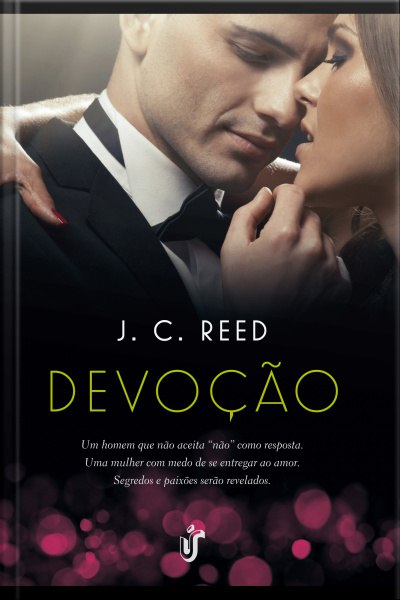 J. C. REED
DEVOÇÃO
Um homem que não aceita “não” como resposta.
Uma mulher com medo de se entregar ao amor.
Segredos e paixões serão revelados.